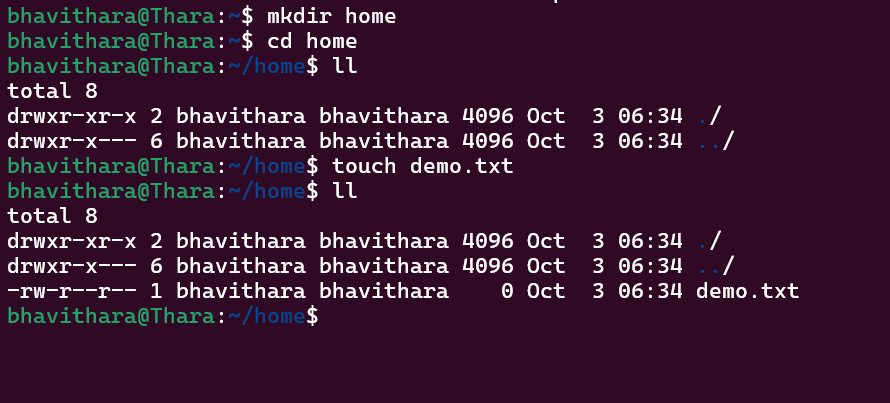 bhavithara@Thara:~$ mkdir home
bhavithara@Thara:~$ cd home
bhavithara@Thara:~/home$ ll
total 8
drwxr-xr-x 2 bhavithara bhavithara 4096 Oct  3 06:34 ./
drwxr-x--- 6 bhavithara bhavithara 4096 Oct  3 06:34 ../
bhavithara@Thara:~/home$ touch demo.txt
bhavithara@Thara:~/home$ ll
total 8
drwxr-xr-x 2 bhavithara bhavithara 4096 Oct  3 06:34 ./
drwxr-x--- 6 bhavithara bhavithara 4096 Oct  3 06:34 ../
-rw-r--r-- 1 bhavithara bhavithara    0 Oct  3 06:34 demo.txt
bhavithara@Thara:~/home$